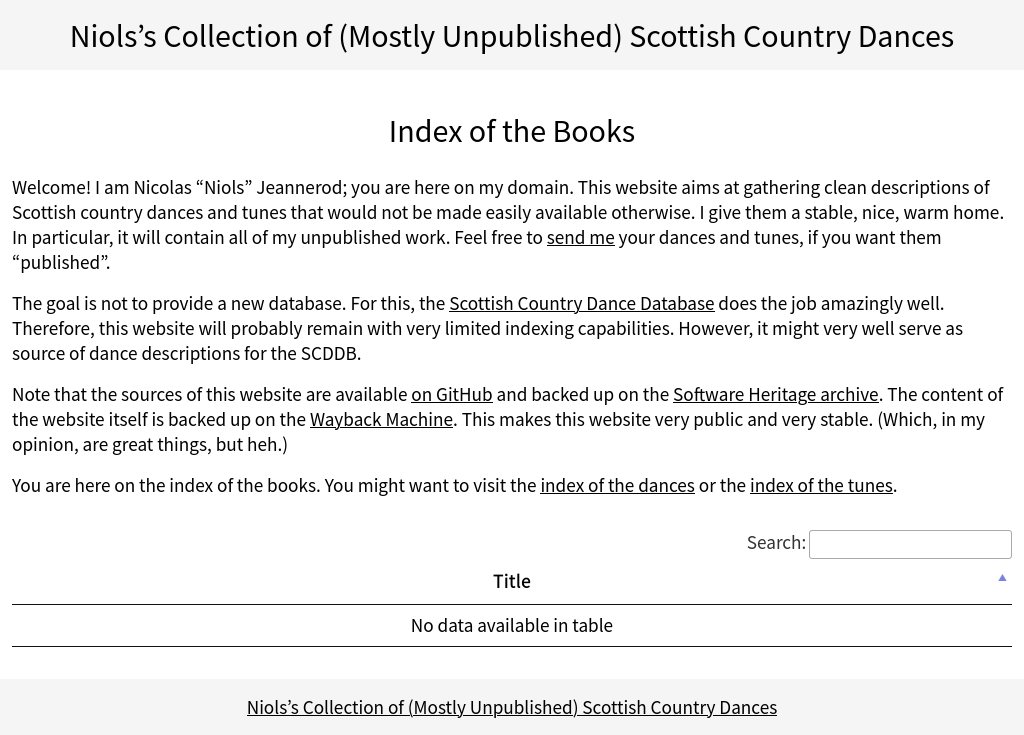 Niols’s Collection of (Mostly Unpublished) Scottish Country Dances
Index of the Books
Welcome! I am Nicolas “Niols” Jeannerod; you are here on my domain. This website aims at gathering clean descriptions of
Scottish country dances and tunes that would not be made easily available otherwise. I give them a stable, nice, warm home.
In particular, it will contain all of my unpublished work. Feel free to send me your dances and tunes, if you want them
“published”.
The goal is not to provide a new database. For this, the Scottish Country Dance Database does the job amazingly well.
Therefore, this website will probably remain with very limited indexing capabilities. However, it might very well serve as
source of dance descriptions for the SCDDB.
Note that the sources of this website are available on GitHub and backed up on the Software Heritage archive. The content of
the website itself is backed up on the Wayback Machine. This makes this website very public and very stable. (Which, in my
opinion, are great things, but heh.)
You are here on the index of the books. You might want to visit the index of the dances or the index of the tunes.
Search:
Title
No data available in table
Niols’s Collection of (Mostly Unpublished) Scottish Country Dances